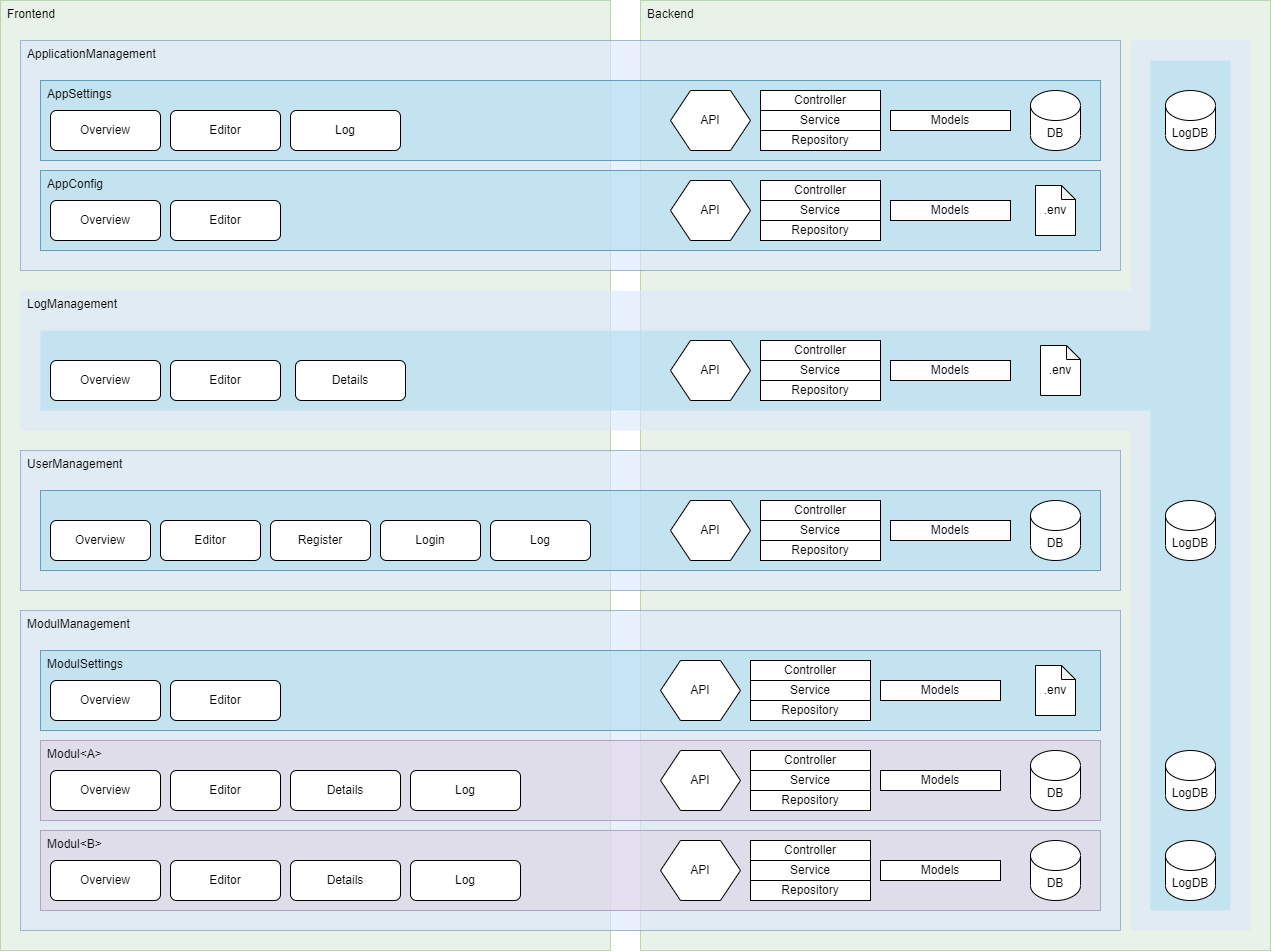 Frontend
Backend
ApplicationManagement
AppSettings
Overview
Editor
Log
API
Controller
Service
Repository
Models
DB
LogDB
AppConfig
Overview
Editor
API
Controller
Service
Repository
Models
.env
LogManagement
Overview
Editor
Details
API
Controller
Service
Repository
Models
.env
UserManagement
Overview
Editor
Register
Login
Log
API
Controller
Service
Repository
Models
DB
LogDB
ModulManagement
ModulSettings
Overview
Editor
API
Controller
Service
Repository
Models
.env
Modul<A>
Overview
Editor
Details
Log
API
Controller
Service
Repository
Models
DB
LogDB
Modul<B>
Overview
Editor
Details
Log
API
Controller
Service
Repository
Models
DB
LogDB